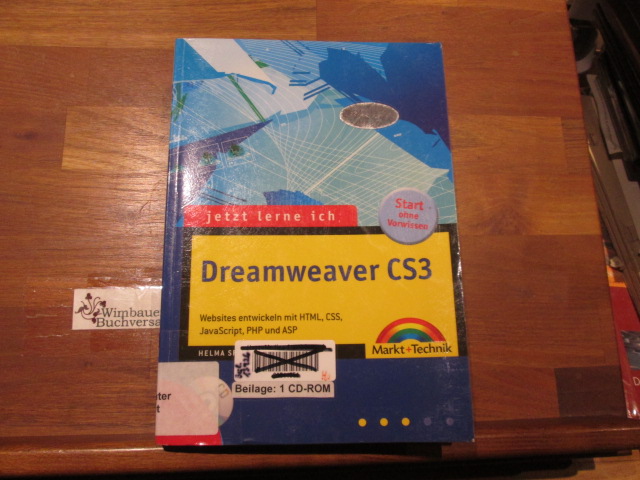 jetzt lerne ich
Start
ohne
Vorwissen
Dreamweaver CS3
Websites entwickeln mit HTML, CSS,
JavaScript, PHP und ASP
Markt+Technik
HELMA
Beilage: 1 CD-ROM
Wimbauer
Buchversa